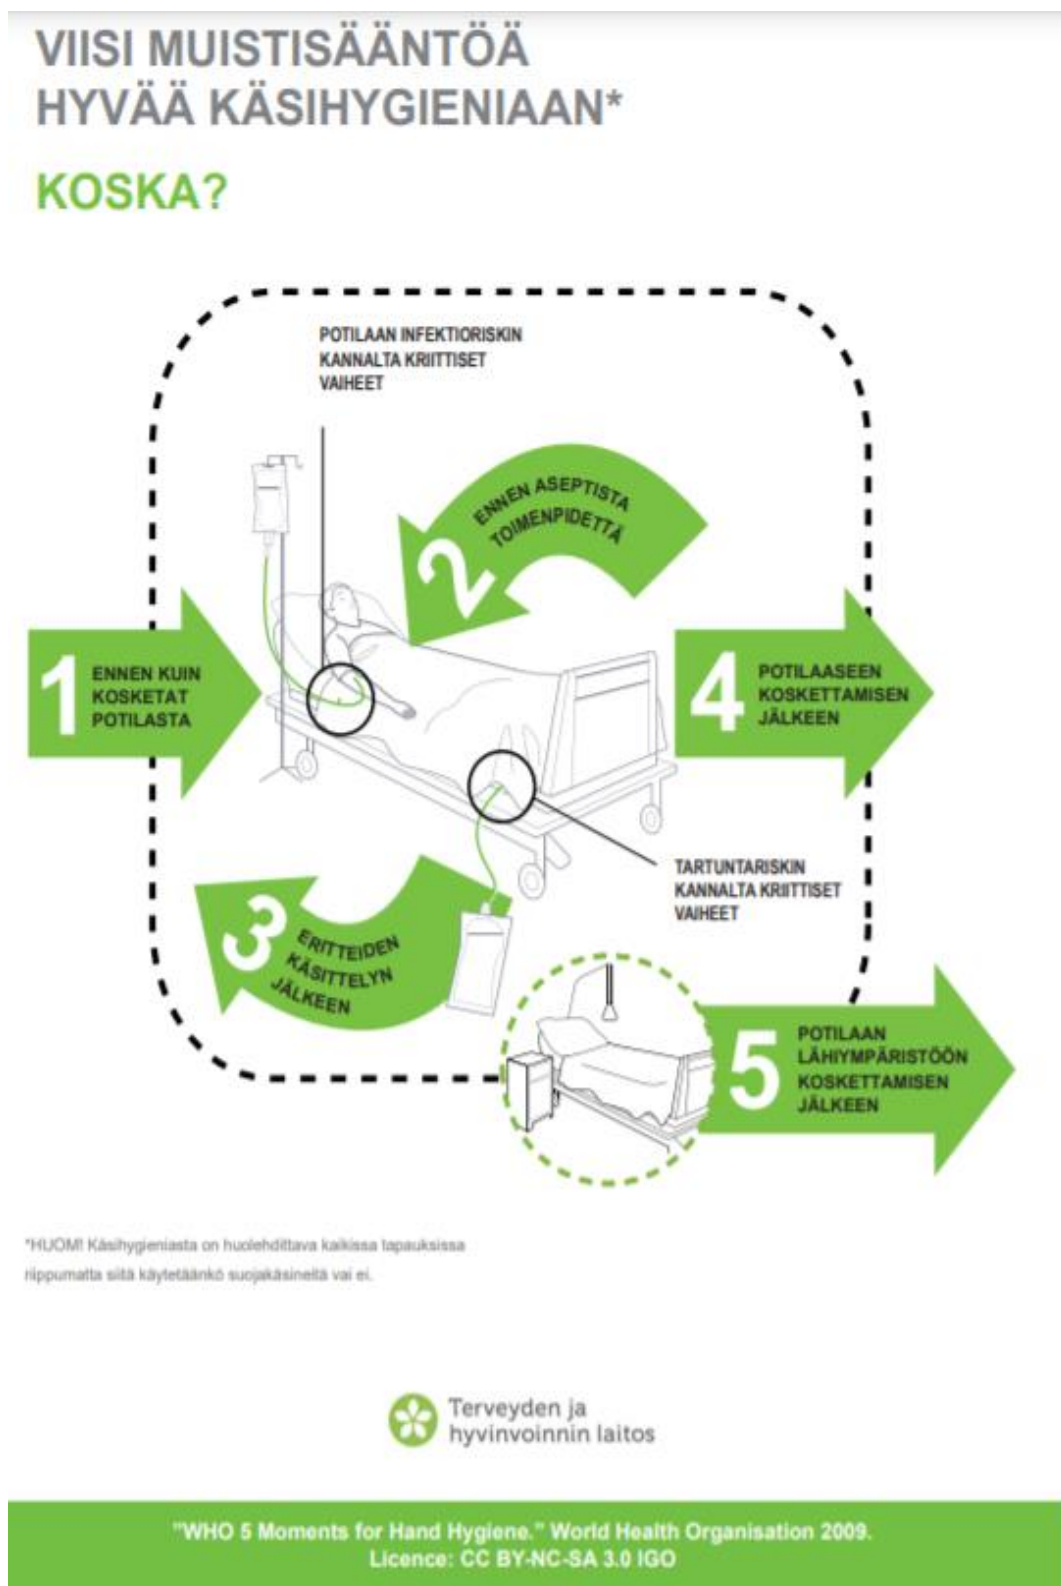 VIISI MUISTISÄÄNTÖÄ
HYVÄÄ KÄSIHYGIENIAAN*
KOSKA?
POTILAAN INFEKTIORISKIN
KANNALTA KRIITTISET
VAIHEET
2
ENNEN ASEPTISTA
TOIMENPIDETTÄ
1
ENNEN KUIN
KOSKETAT
POTILASTA
4
POTILAASEEN
KOSKETTAMISEN
JÄLKEEN
TARTUNTARISKIN
KANNALTA KRIITTISET
VAIHEET
3
ERITTEIDEN
KÄSITTELYN
JÄLKEEN
5
POTILAAN
LÄHIYMPÄRISTÖÖN
KOSKETTAMISEN
JÄLKEEN
*HUOM! Käsihygieniasta on huolehdittava kaikissa tapauksissa
riippumatta siitä käytetäänkö suojakäsineitä vai ei.
Terveyden ja
hyvinvoinnin laitos
"WHO 5 Moments for Hand Hygiene." World Health Organisation 2009.
Licence: CC BY-NC-SA 3.0 IGO